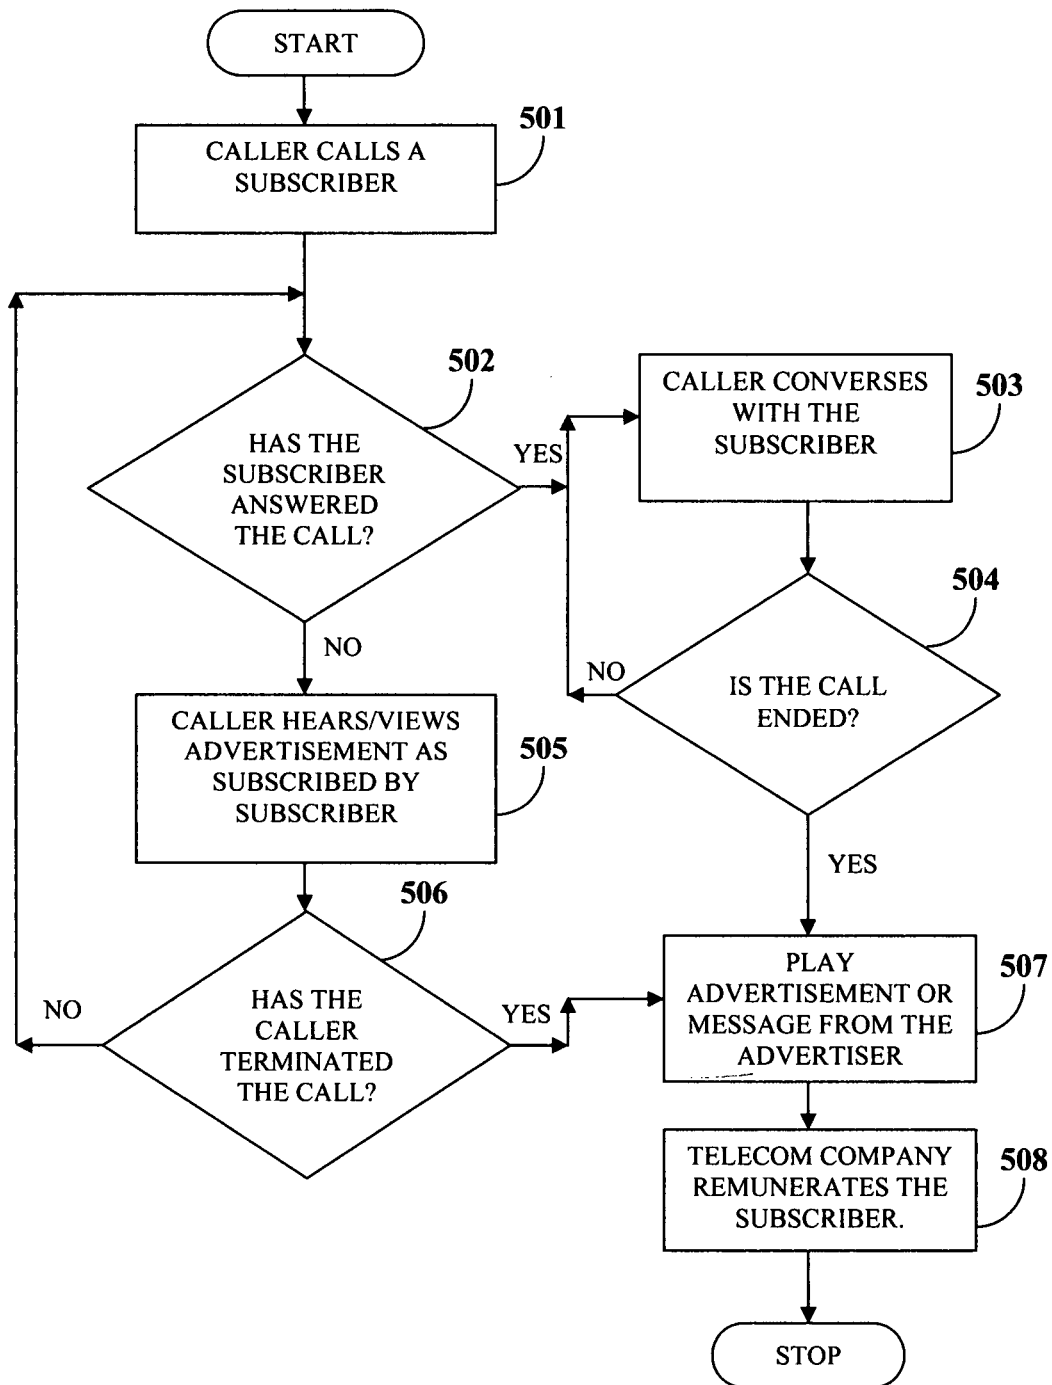 START
501
CALLER CALLS A
SUBSCRIBER
502
HAS THE
SUBSCRIBER
ANSWERED
THE CALL?
YES
503
CALLER CONVERSES
WITH THE
SUBSCRIBER
504
IS THE CALL
ENDED?
NO
YES
NO
505
CALLER HEARS/VIEWS
ADVERTISEMENT AS
SUBSCRIBED BY
SUBSCRIBER
506
HAS THE
CALLER
TERMINATED
THE CALL?
NO
YES
507
PLAY
ADVERTISEMENT OR
MESSAGE FROM THE
ADVERTISER
508
TELECOM COMPANY
REMUNERATES THE
SUBSCRIBER.
STOP